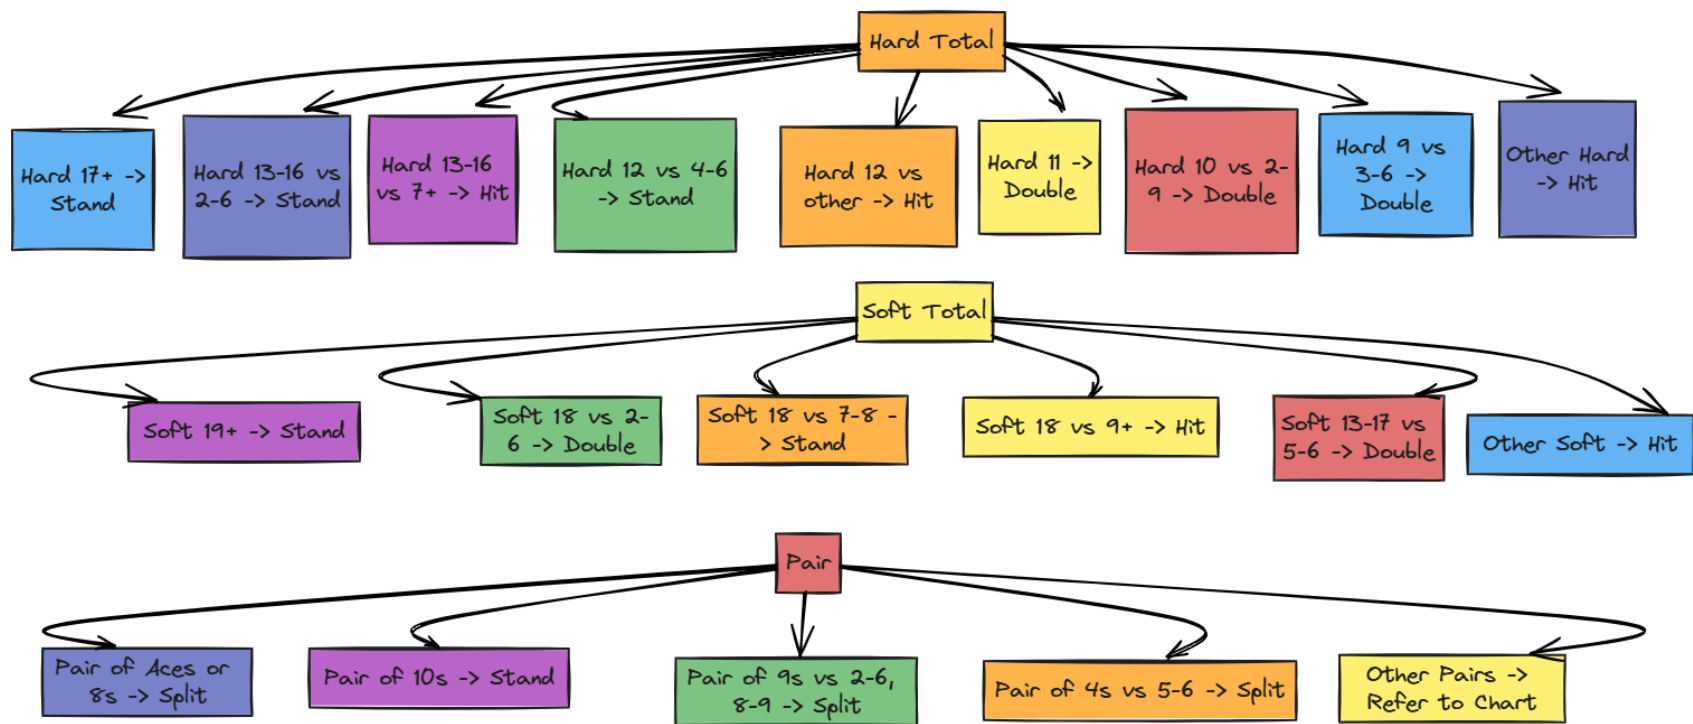 Hard Total
Hard 17+ ->
Stand
Hard 13-16 vs
2-6 -> Stand
Hard 13-16
vs 7+ -> Hit
Hard 12 vs 4-6
-> Stand
Hard 12 vs
other -> Hit
Hard 11 ->
Double
Hard 10 vs 2-
9 -> Double
Hard 9 vs
3-6 ->
Double
Other Hard
-> Hit
Soft Total
Soft 19+ -> Stand
Soft 18 vs 2-
6 -> Double
Soft 18 vs 7-8 -
> Stand
Soft 18 vs 9+ -> Hit
Soft 13-17 vs
5-6 -> Double
Other Soft -> Hit
Pair
Pair of Aces or
8s -> Split
Pair of 10s -> Stand
Pair of 9s vs 2-6,
8-9 -> Split
Pair of 4s vs 5-6 -> Split
Other Pairs ->
Refer to Chart